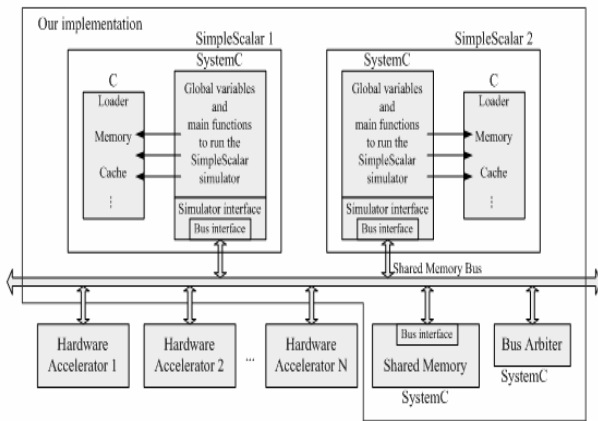 Our implementation
SimpleScalar 1
SimpleScalar 2
C
SystemC
Loader
Memory
Cache
⋮
Global variables
and
main functions
to run the
SimpleScalar
simulator
Simulator interface
Bus interface
SystemC
C
Global variables
and
main functions
to run the
SimpleScalar
simulator
Simulator interface
Bus interface
Loader
Memory
Cache
⋮
Shared Memory Bus
Hardware
Accelerator 1
Hardware
Accelerator 2
...
Hardware
Accelerator N
Bus interface
Shared Memory
SystemC
Bus Arbiter
SystemC